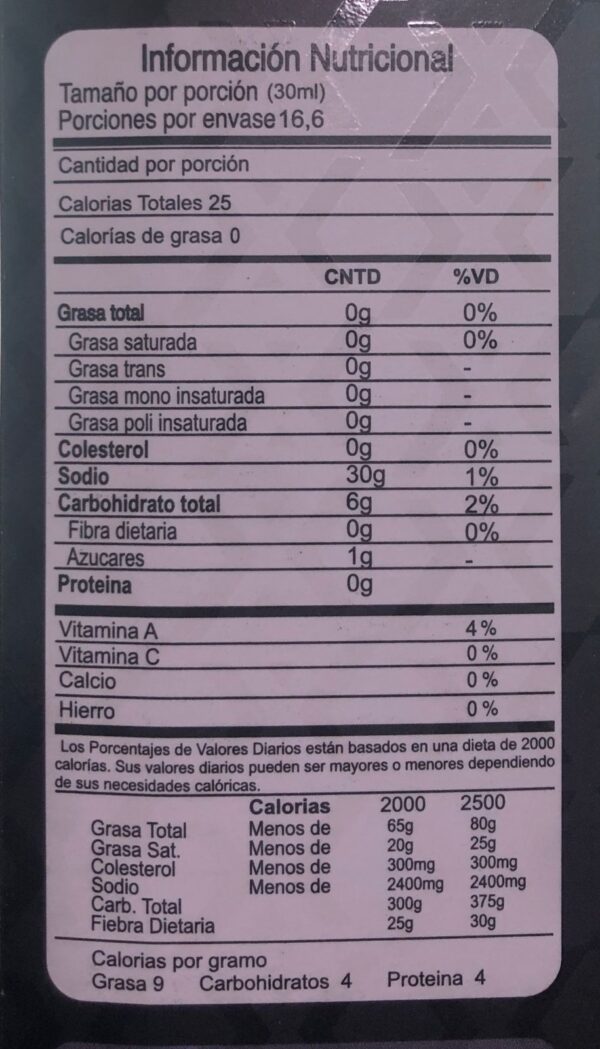 Información Nutricional
Tamaño por porción (30ml)
Porciones por envase 16,6
Cantidad por porción
Calorias Totales 25
Calorías de grasa 0
CNTD %VD
Grasa total 0g 0%
Grasa saturada 0g 0%
Grasa trans 0g -
Grasa mono insaturada 0g -
Grasa poli insaturada 0g -
Colesterol 0g 0%
Sodio 30g 1%
Carbohidrato total 6g 2%
Fibra dietaria 0g 0%
Azucares 1g -
Proteina 0g
Vitamina A 4%
Vitamina C 0%
Calcio 0%
Hierro 0%
Los Porcentajes de Valores Diarios están basados en una dieta de 2000
calorías. Sus valores diarios pueden ser mayores o menores dependiendo
de sus necesidades calóricas.
Calorias 2000 2500
Grasa Total Menos de 65g 80g
Grasa Sat. Menos de 20g 25g
Colesterol Menos de 300mg 300mg
Sodio Menos de 2400mg 2400mg
Carb. Total 300g 375g
Fiebra Dietaria 25g 30g
Calorias por gramo
Grasa 9 Carbohidratos 4 Proteina 4